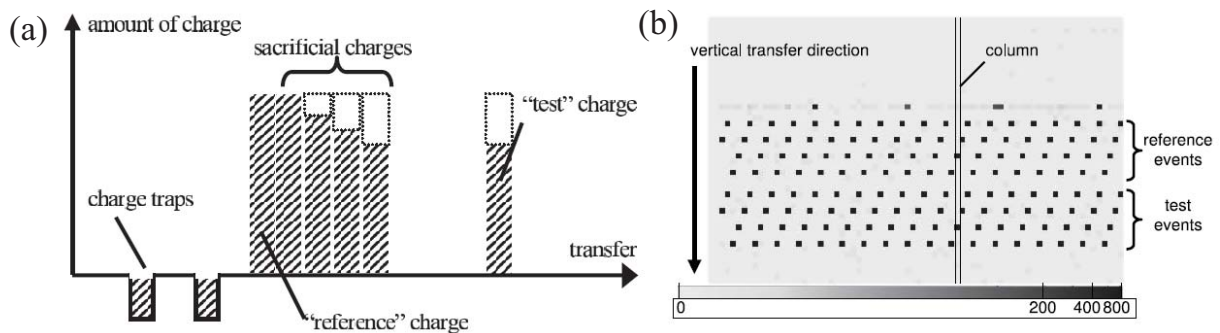 (a)
amount of charge
sacrificial charges
"test" charge
charge traps
transfer
"reference" charge
(b)
vertical transfer direction
column
reference
events
test
events
0
200
400
800